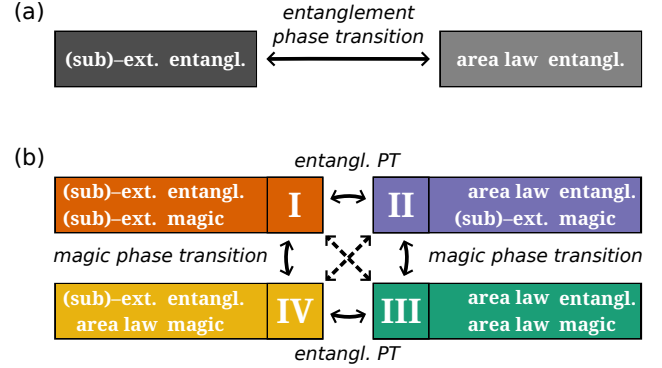 (a)
entanglement
phase transition
(sub)–ext. entangl.
area law entangl.
(b)
entangl. PT
(sub)–ext. entangl.
(sub)–ext. magic
I
II
area law entangl.
(sub)–ext. magic
magic phase transition
magic phase transition
(sub)–ext. entangl.
area law magic
IV
III
area law entangl.
area law magic
entangl. PT